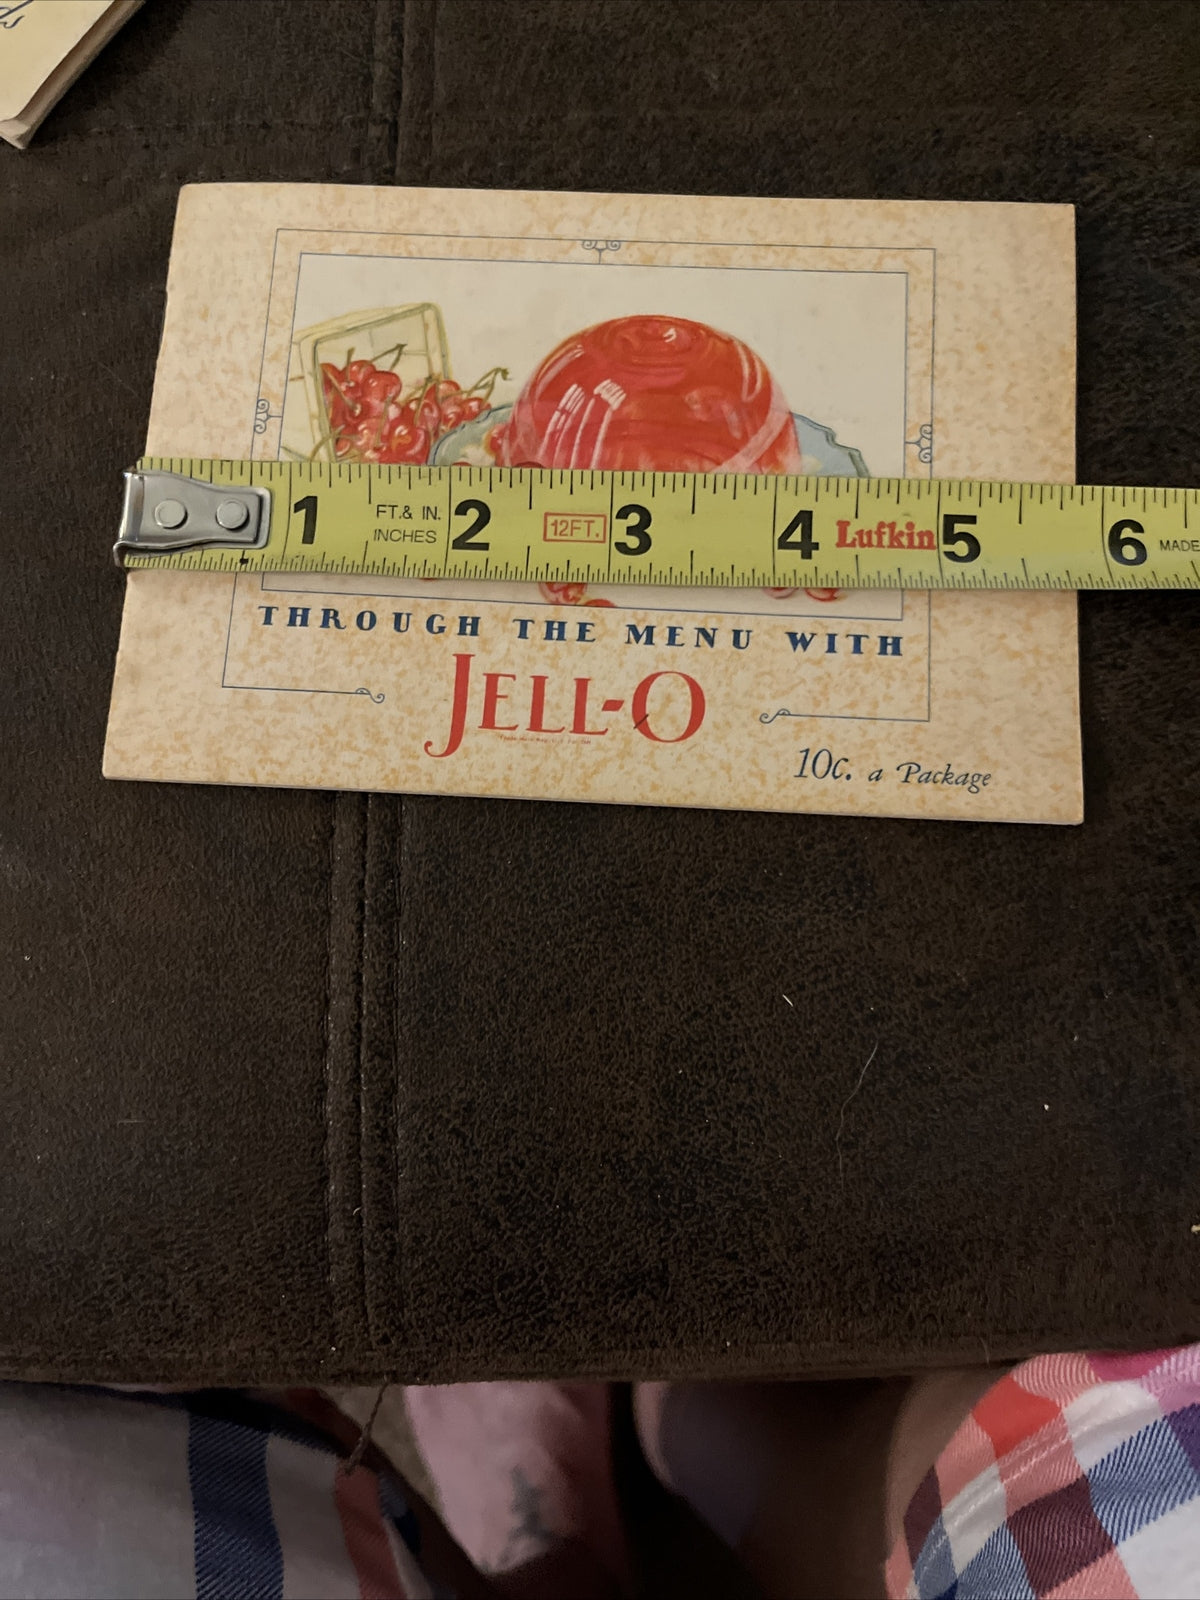 1 FT.& IN. INCHES 2 12FT. 3 4 Lufkin 5 6 MADE
THROUGH THE MENU WITH
JELL-O
10c. a Package